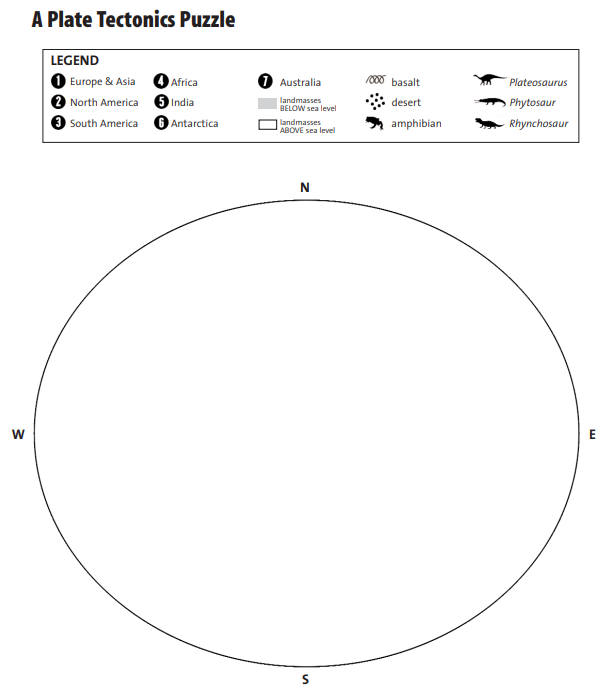 A Plate Tectonics Puzzle
LEGEND
1 Europe & Asia
2 North America
3 South America
4 Africa
5 India
6 Antarctica
7 Australia
landmasses
BELOW sea level
landmasses
ABOVE sea level
basalt
desert
amphibian
Plateosaurus
Phytosaur
Rhynchosaur
N
W
E
S